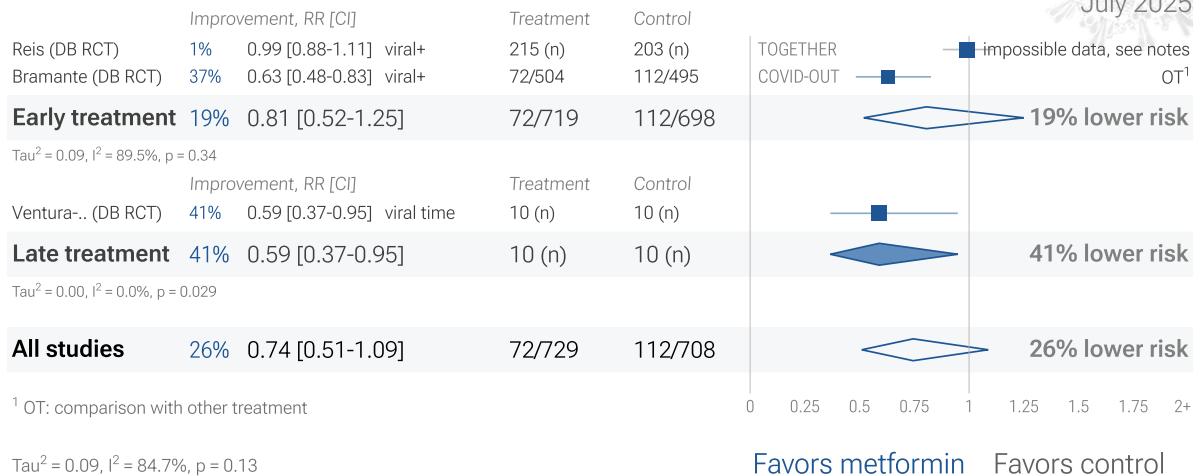 July 2025
Improvement, RR [CI] Treatment Control
Reis (DB RCT) 1% 0.99 [0.88-1.11] viral+ 215 (n) 203 (n) TOGETHER impossible data, see notes
Bramante (DB RCT) 37% 0.63 [0.48-0.83] viral+ 72/504 112/495 COVID-OUT OT¹
Early treatment 19% 0.81 [0.52-1.25] 72/719 112/698 19% lower risk
Tau² = 0.09, I² = 89.5%, p = 0.34
Improvement, RR [CI] Treatment Control
Ventura-.. (DB RCT) 41% 0.59 [0.37-0.95] viral time 10 (n) 10 (n)
Late treatment 41% 0.59 [0.37-0.95] 10 (n) 10 (n) 41% lower risk
Tau² = 0.00, I² = 0.0%, p = 0.029
All studies 26% 0.74 [0.51-1.09] 72/729 112/708 26% lower risk
¹ OT: comparison with other treatment 0 0.25 0.5 0.75 1 1.25 1.5 1.75 2+
Tau² = 0.09, I² = 84.7%, p = 0.13 Favors metformin Favors control